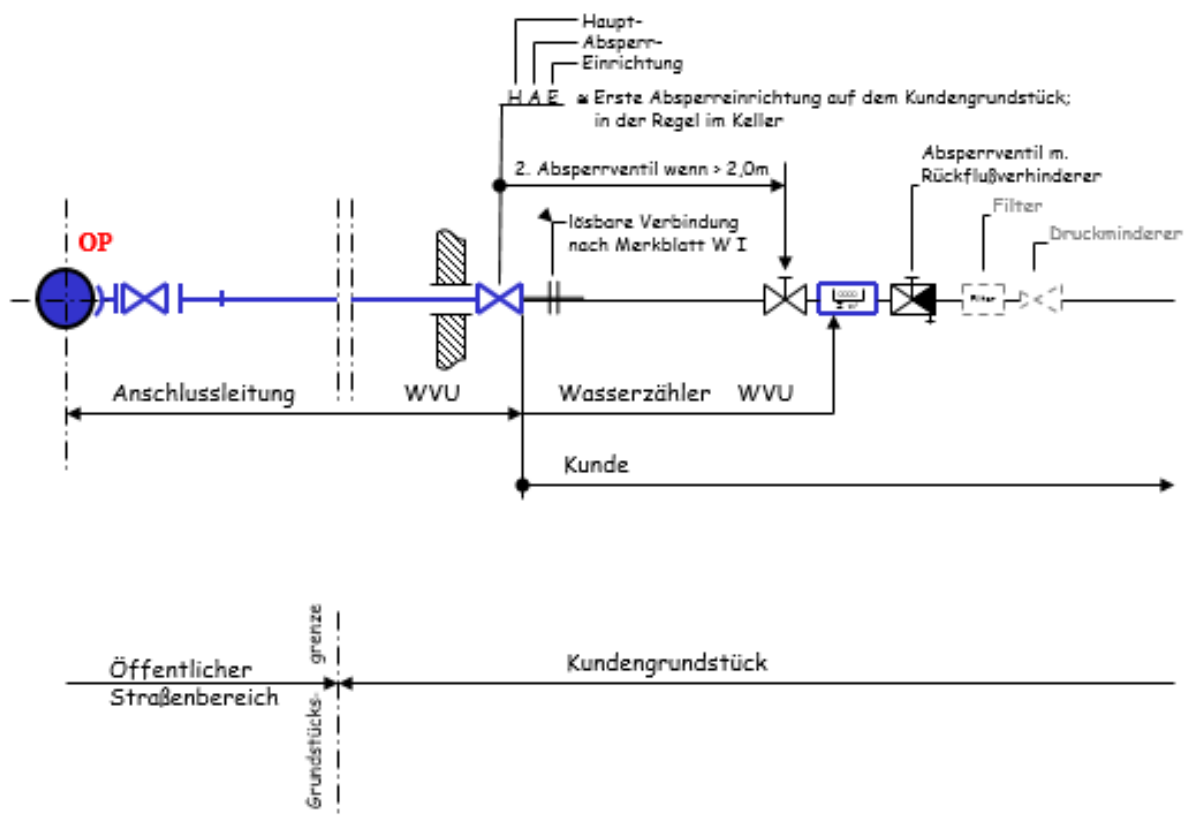 Haupt-
Absperr-
Einrichtung
H A E ≙ Erste Absperreinrichtung auf dem Kundengrundstück;
in der Regel im Keller
2. Absperrventil wenn > 2,0m
Absperrventil m.
Rückflußverhinderer
Filter
Druckminderer
lösbare Verbindung
nach Merkblatt W I
OP
Filter
Anschlussleitung WVU
Wasserzähler WVU
Kunde
Öffentlicher
Straßenbereich
Grundstücks-
grenze
Kundengrundstück